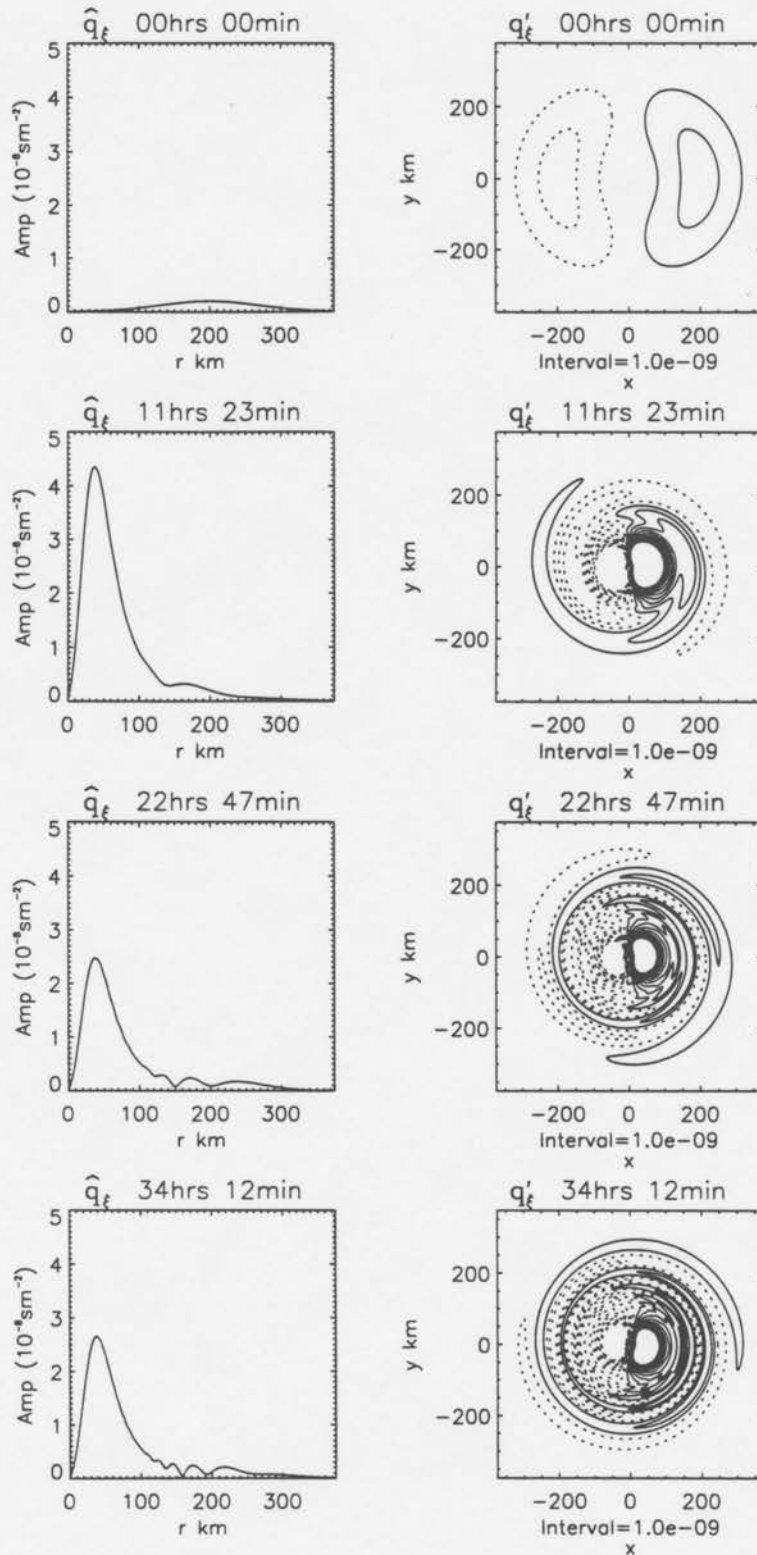 q̂ξ 00hrs 00min
5
4
3
2
1
0
Amp (10⁻⁸sm⁻²)
0 100 200 300
r km
q′ξ 00hrs 00min
200
0
−200
y km
−200 0 200
Interval=1.0e−09
x
q̂ξ 11hrs 23min
5
4
3
2
1
0
Amp (10⁻⁸sm⁻²)
0 100 200 300
r km
q′ξ 11hrs 23min
200
0
−200
y km
−200 0 200
Interval=1.0e−09
x
q̂ξ 22hrs 47min
5
4
3
2
1
0
Amp (10⁻⁸sm⁻²)
0 100 200 300
r km
q′ξ 22hrs 47min
200
0
−200
y km
−200 0 200
Interval=1.0e−09
x
q̂ξ 34hrs 12min
5
4
3
2
1
0
Amp (10⁻⁸sm⁻²)
0 100 200 300
r km
q′ξ 34hrs 12min
200
0
−200
y km
−200 0 200
Interval=1.0e−09
x